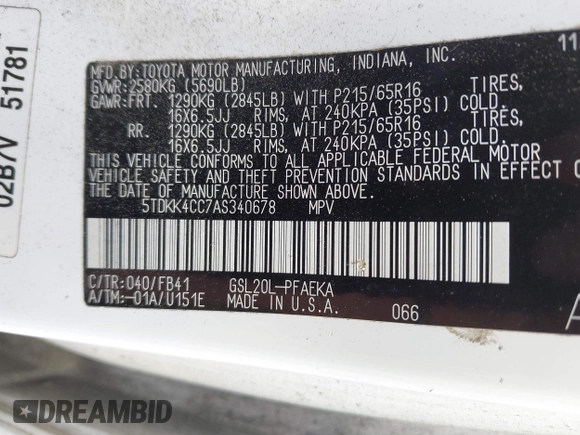 11
MFD.BY:TOYOTA MOTOR MANUFACTURING, INDIANA, INC.
GVWR:2580KG (5690LB)
GAWR:FRT. 1290KG (2845LB) WITH P215/65R16 TIRES,
16X6.5JJ RIMS, AT 240KPA (35PSI) COLD.
RR. 1290KG (2845LB) WITH P215/65R16 TIRES,
16X6.5JJ RIMS, AT 240KPA (35PSI) COLD.
THIS VEHICLE CONFORMS TO ALL APPLICABLE FEDERAL MOTOR
VEHICLE SAFETY AND THEFT PREVENTION STANDARDS IN EFFECT O
THE DATE OF MANUFACTURE SHOWN ABOVE.
5TDKK4CC7AS340678 MPV
C/TR:040/FB41 GSL20L-PFAEKA
A/TM:-01A/U151E MADE IN U.S.A. 066
A
02B7V 51781
DREAMBID